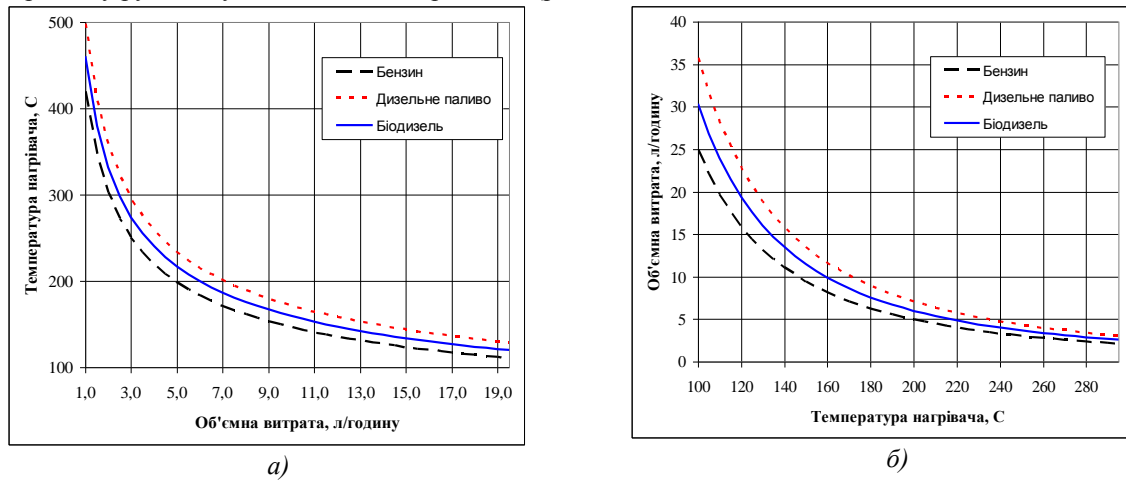 500
400
300
200
100
1,0 3,0 5,0 7,0 9,0 11,0 13,0 15,0 17,0 19,0
Температура нагрівача, С
Об'ємна витрата, л/годину
Бензин
Дизельне паливо
Біодизель
а)
40
35
30
25
20
15
10
5
0
100 120 140 160 180 200 220 240 260 280
Об'ємна витрата, л/годину
Температура нагрівача, С
Бензин
Дизельне паливо
Біодизель
б)